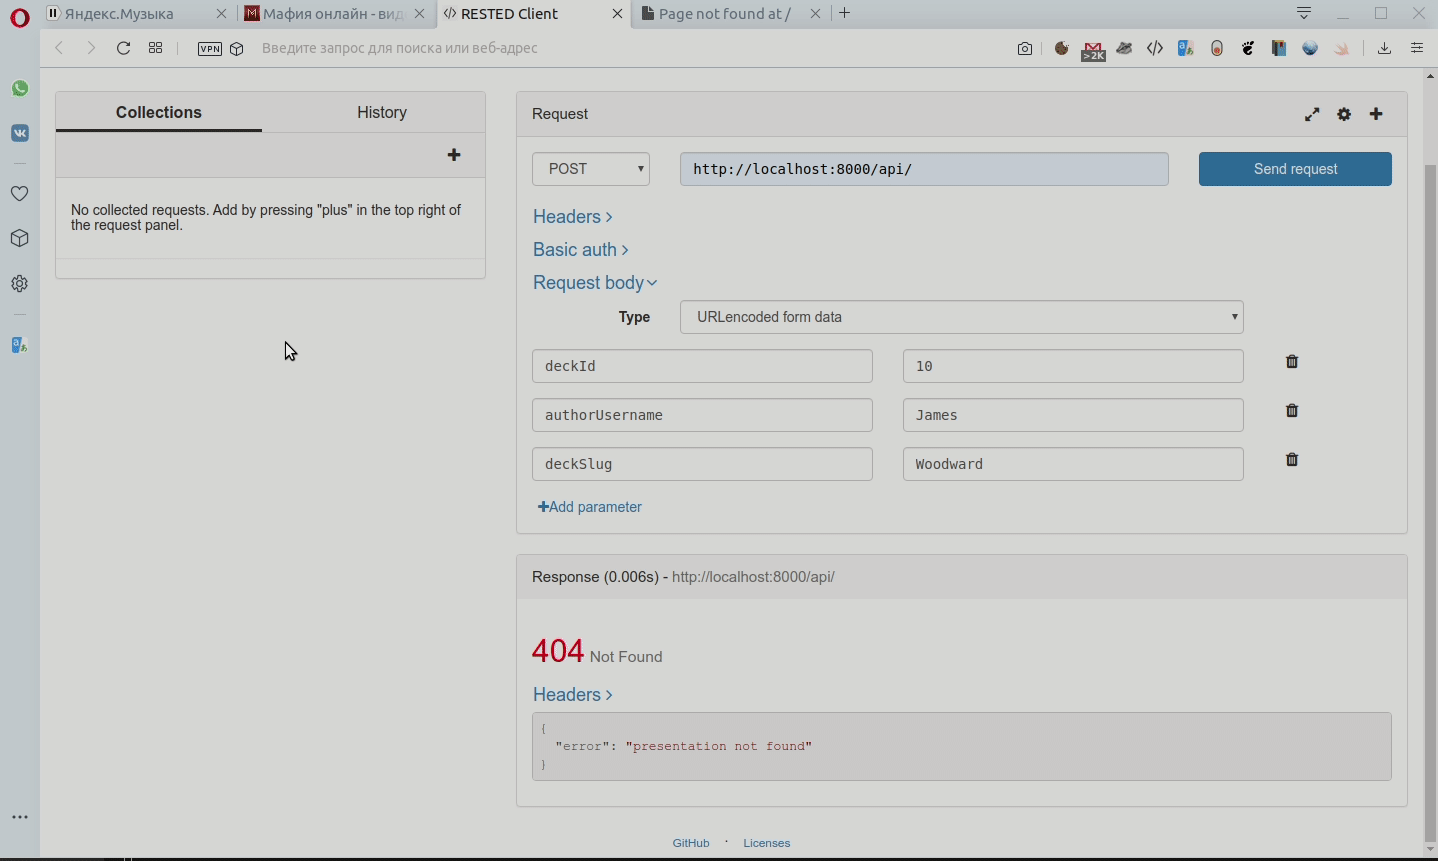 Яндекс.Музыка
Мафия онлайн - вид
RESTED Client
Page not found at /
VPN
Введите запрос для поиска или веб-адрес
>2K
Collections
History
No collected requests. Add by pressing "plus" in the top right of
the request panel.
Request
POST
http://localhost:8000/api/
Send request
Headers
Basic auth
Request body
Type
URLencoded form data
deckId
10
authorUsername
James
deckSlug
Woodward
Add parameter
Response (0.006s) - http://localhost:8000/api/
404 Not Found
Headers
{
"error": "presentation not found"
}
GitHub · Licenses